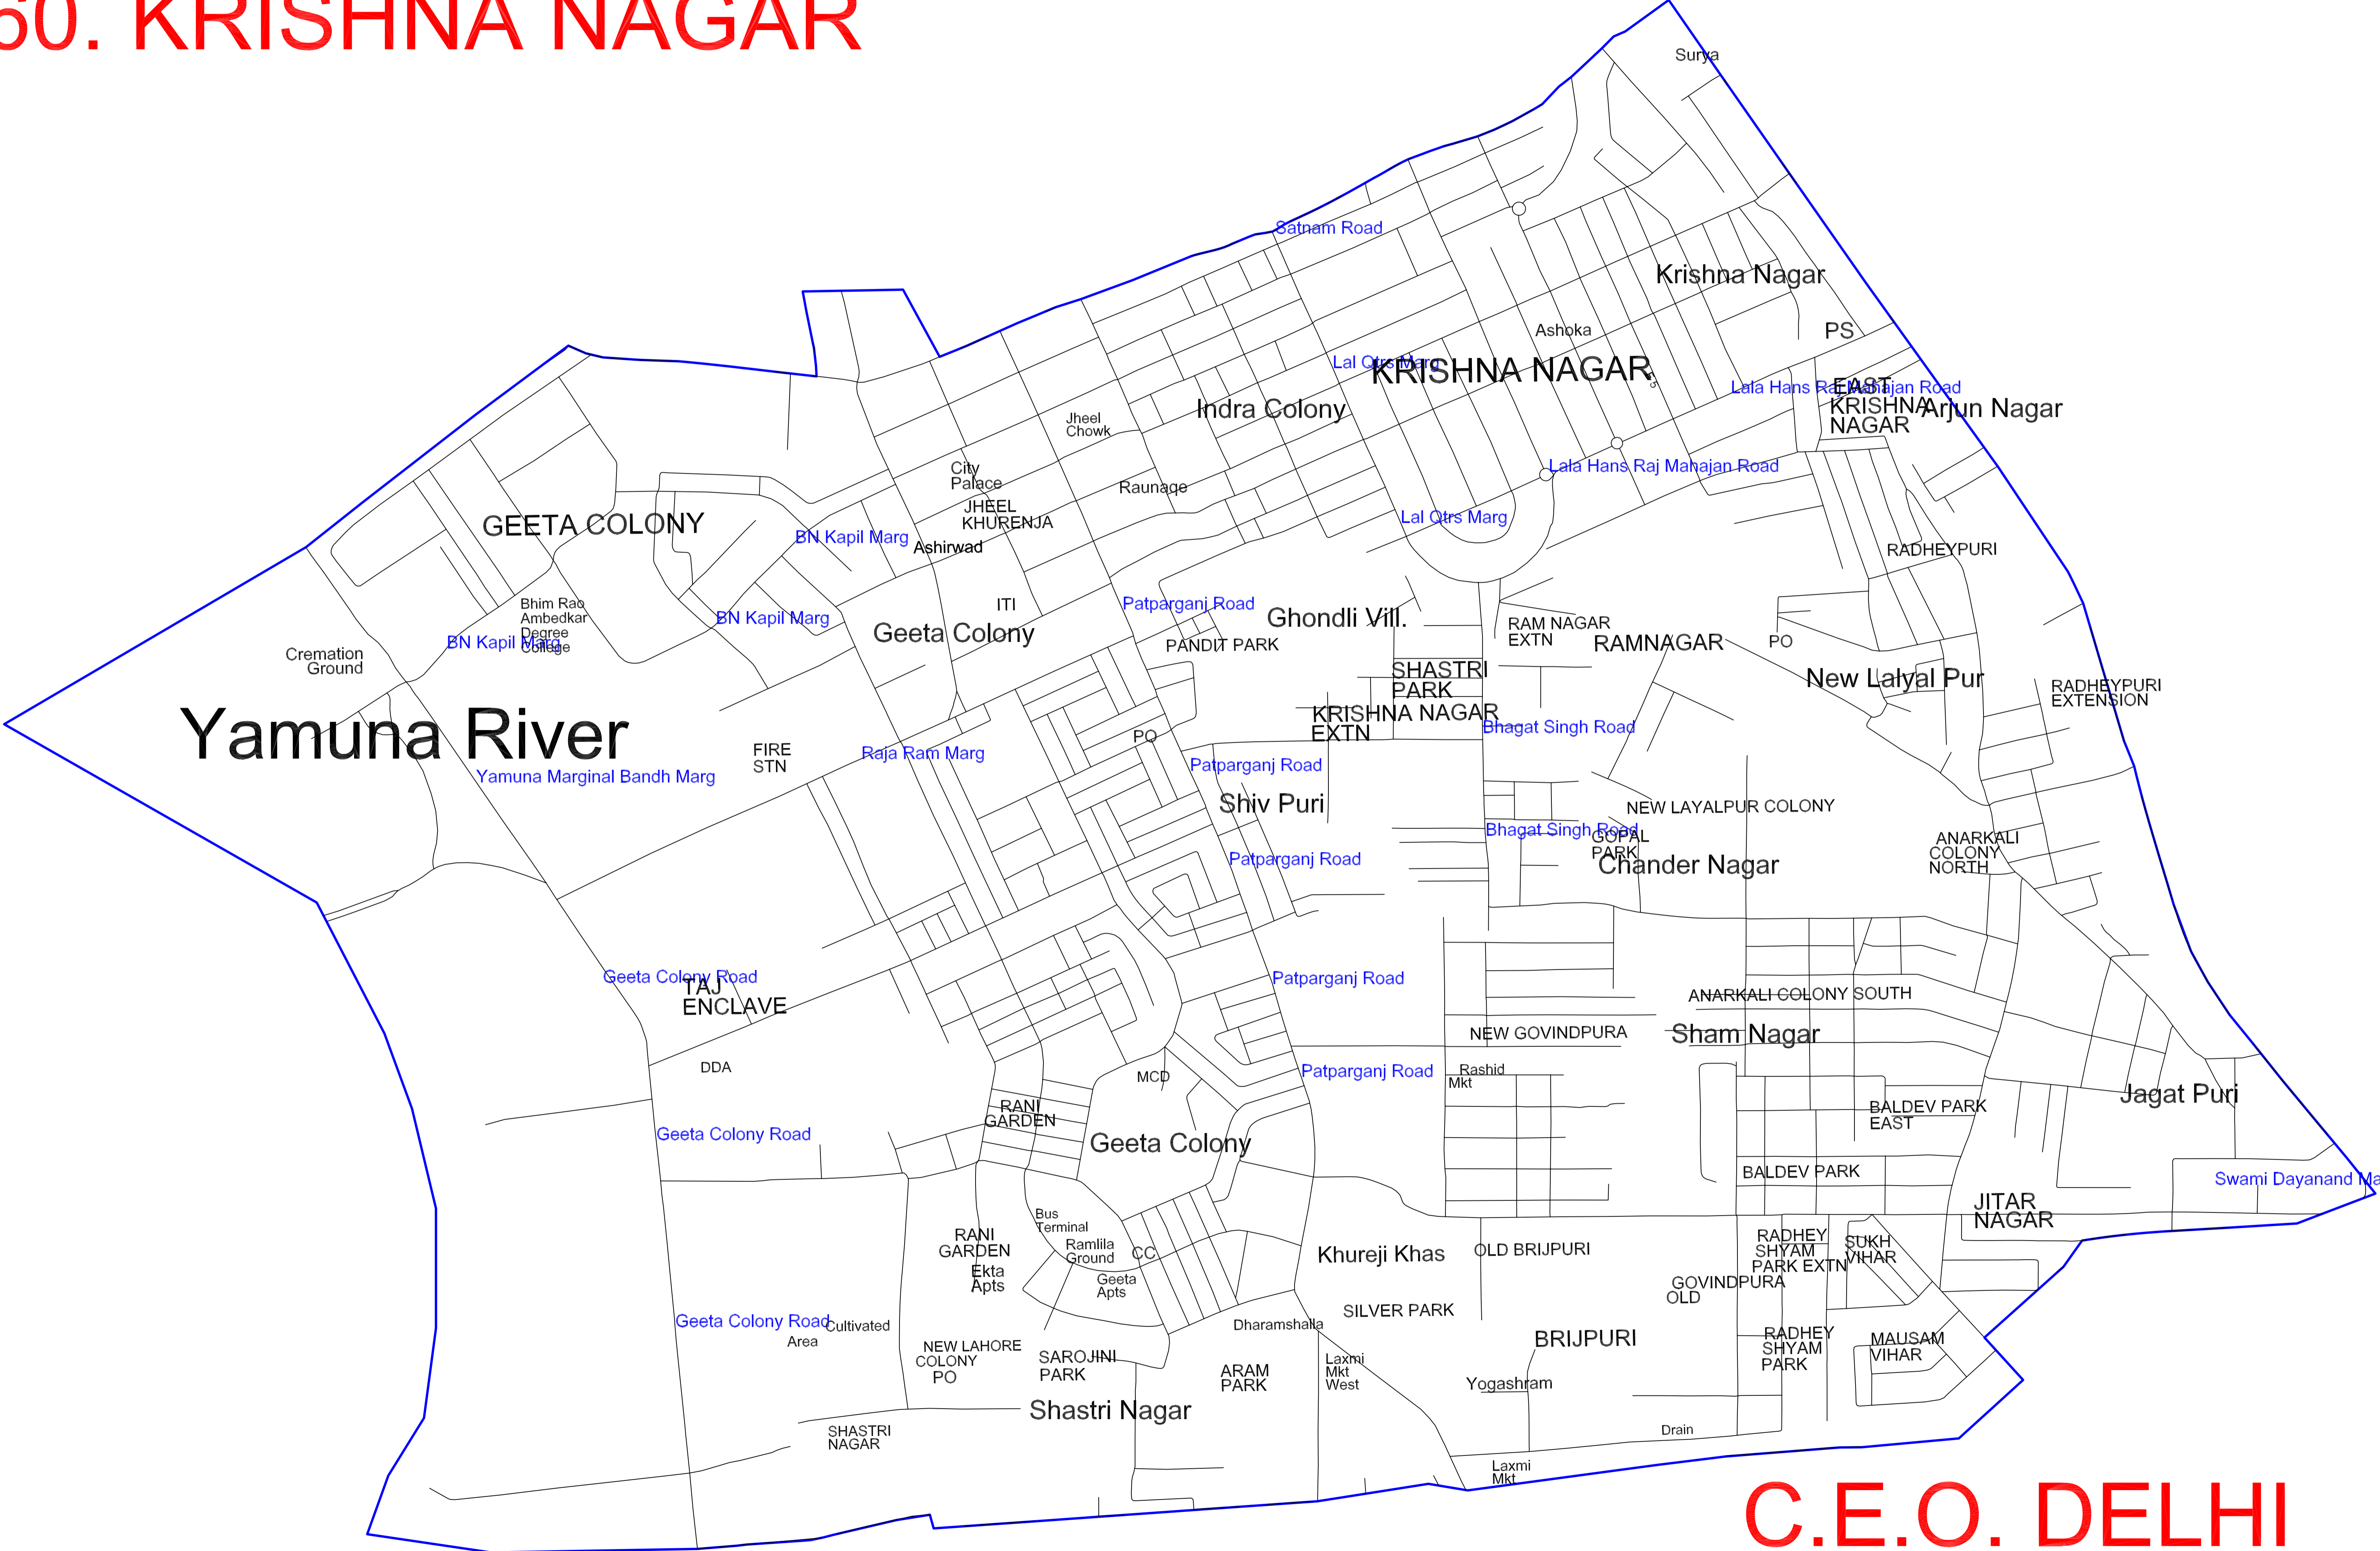 60. KRISHNA NAGAR
Surya
Satnam Road
Krishna Nagar
Ashoka
PS
Lal Qtrs Marg
KRISHNA NAGAR
Lala Hans Raj Mahajan Road
EAST
KRISHNA
NAGAR
Arjun Nagar
Indra Colony
Jheel
Chowk
City
Palace
Raunaqe
Lala Hans Raj Mahajan Road
JHEEL
KHURENJA
Lal Qtrs Marg
GEETA COLONY
BN Kapil Marg
Ashirwad
RADHEYPURI
Bhim Rao
Ambedkar
Degree
College
BN Kapil Marg
ITI
Patparganj Road
Ghondli Vill.
BN Kapil Marg
Geeta Colony
PANDIT PARK
RAM NAGAR
EXTN
RAMNAGAR
PO
Cremation
Ground
SHASTRI
PARK
New Lalyal Pur
RADHEYPURI
EXTENSION
Yamuna River
KRISHNA NAGAR
EXTN
Bhagat Singh Road
PO
FIRE
STN
Raja Ram Marg
Yamuna Marginal Bandh Marg
Patparganj Road
Shiv Puri
NEW LAYALPUR COLONY
Bhagat Singh Road
GOPAL
PARK
Chander Nagar
ANARKALI
COLONY
NORTH
Patparganj Road
Geeta Colony Road
TAJ
ENCLAVE
Patparganj Road
ANARKALI COLONY SOUTH
NEW GOVINDPURA
Sham Nagar
DDA
MCD
Patparganj Road
Rashid
Mkt
Jagat Puri
RANI
GARDEN
BALDEV PARK
EAST
Geeta Colony Road
Geeta Colony
BALDEV PARK
Swami Dayanand Ma
JITAR
NAGAR
Bus
Terminal
RANI
GARDEN
Ramlila
Ground
CC
Khureji Khas
OLD BRIJPURI
RADHEY
SHYAM
PARK EXTN
SUKH
VIHAR
Ekta
Apts
Geeta
Apts
GOVINDPURA
OLD
SILVER PARK
Geeta Colony Road
Cultivated
Area
Dharamshalla
BRIJPURI
RADHEY
SHYAM
PARK
MAUSAM
VIHAR
NEW LAHORE
COLONY
PO
SAROJINI
PARK
ARAM
PARK
Laxmi
Mkt
West
Yogashram
Shastri Nagar
SHASTRI
NAGAR
Drain
Laxmi
Mkt
C.E.O. DELHI